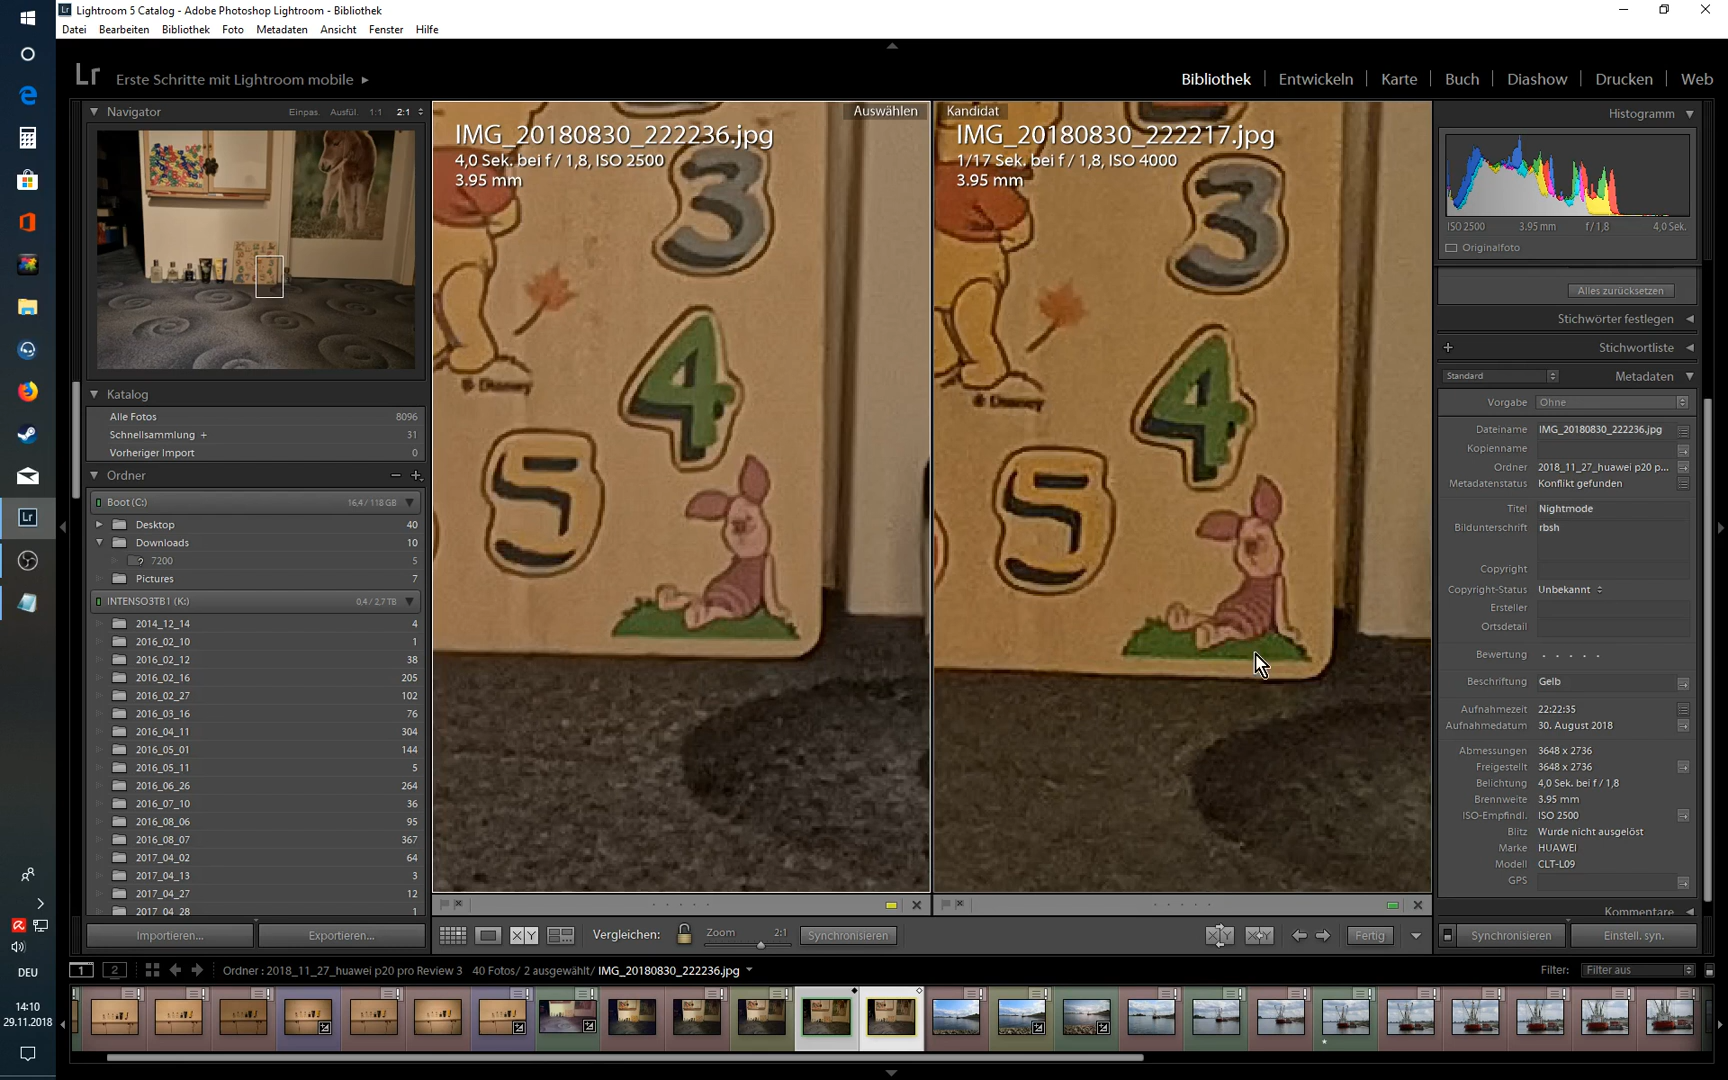 Lightroom 5 Catalog - Adobe Photoshop Lightroom - Bibliothek
Datei Bearbeiten Bibliothek Foto Metadaten Ansicht Fenster Hilfe
Lr Erste Schritte mit Lightroom mobile
Bibliothek Entwickeln Karte Buch Diashow Drucken Web
Navigator Einpas. Ausfül. 1:1 2:1
Katalog
Alle Fotos 8096
Schnellsammlung + 31
Vorheriger Import 0
Ordner
Boot (C:) 16,4 / 118 GB
Desktop 40
Downloads 10
7200 5
Pictures 7
INTENSO3TB1 (K:) 0,4 / 2,7 TB
2014_12_14 4
2016_02_10 1
2016_02_12 38
2016_02_16 205
2016_02_27 102
2016_03_16 76
2016_04_11 304
2016_05_01 144
2016_05_11 5
2016_06_26 264
2016_07_10 36
2016_08_06 95
2016_08_07 367
2017_04_02 64
2017_04_13 3
2017_04_27 12
2017_04_28 1
Importieren... Exportieren...
Auswählen
IMG_20180830_222236.jpg
4,0 Sek. bei f / 1,8, ISO 2500
3.95 mm
3
4
5
© Disney
Kandidat
IMG_20180830_222217.jpg
1/17 Sek. bei f / 1,8, ISO 4000
3.95 mm
3
4
5
© Disney
Histogramm
ISO 2500 3.95 mm f / 1,8 4,0 Sek.
Originalfoto
Alles zurücksetzen
Stichwörter festlegen
Stichwortliste
Standard Metadaten
Vorgabe Ohne
Dateiname IMG_20180830_222236.jpg
Kopienname
Ordner 2018_11_27_huawei p20 p...
Metadatenstatus Konflikt gefunden
Titel Nightmode
Bildunterschrift rbsh
Copyright
Copyright-Status Unbekannt
Ersteller
Ortsdetail
Bewertung
Beschriftung Gelb
Aufnahmezeit 22:22:35
Aufnahmedatum 30. August 2018
Abmessungen 3648 x 2736
Freigestellt 3648 x 2736
Belichtung 4,0 Sek. bei f / 1,8
Brennweite 3.95 mm
ISO-Empfindl. ISO 2500
Blitz Wurde nicht ausgelöst
Marke HUAWEI
Modell CLT-L09
GPS
Kommentare
X|Y Vergleichen: Zoom 2:1 Synchronisieren Fertig
Synchronisieren Einstell. syn.
1 2 Ordner : 2018_11_27_huawei p20 pro Review 3 40 Fotos/ 2 ausgewählt/ IMG_20180830_222236.jpg
Filter: Filter aus
DEU
14:10
29.11.2018